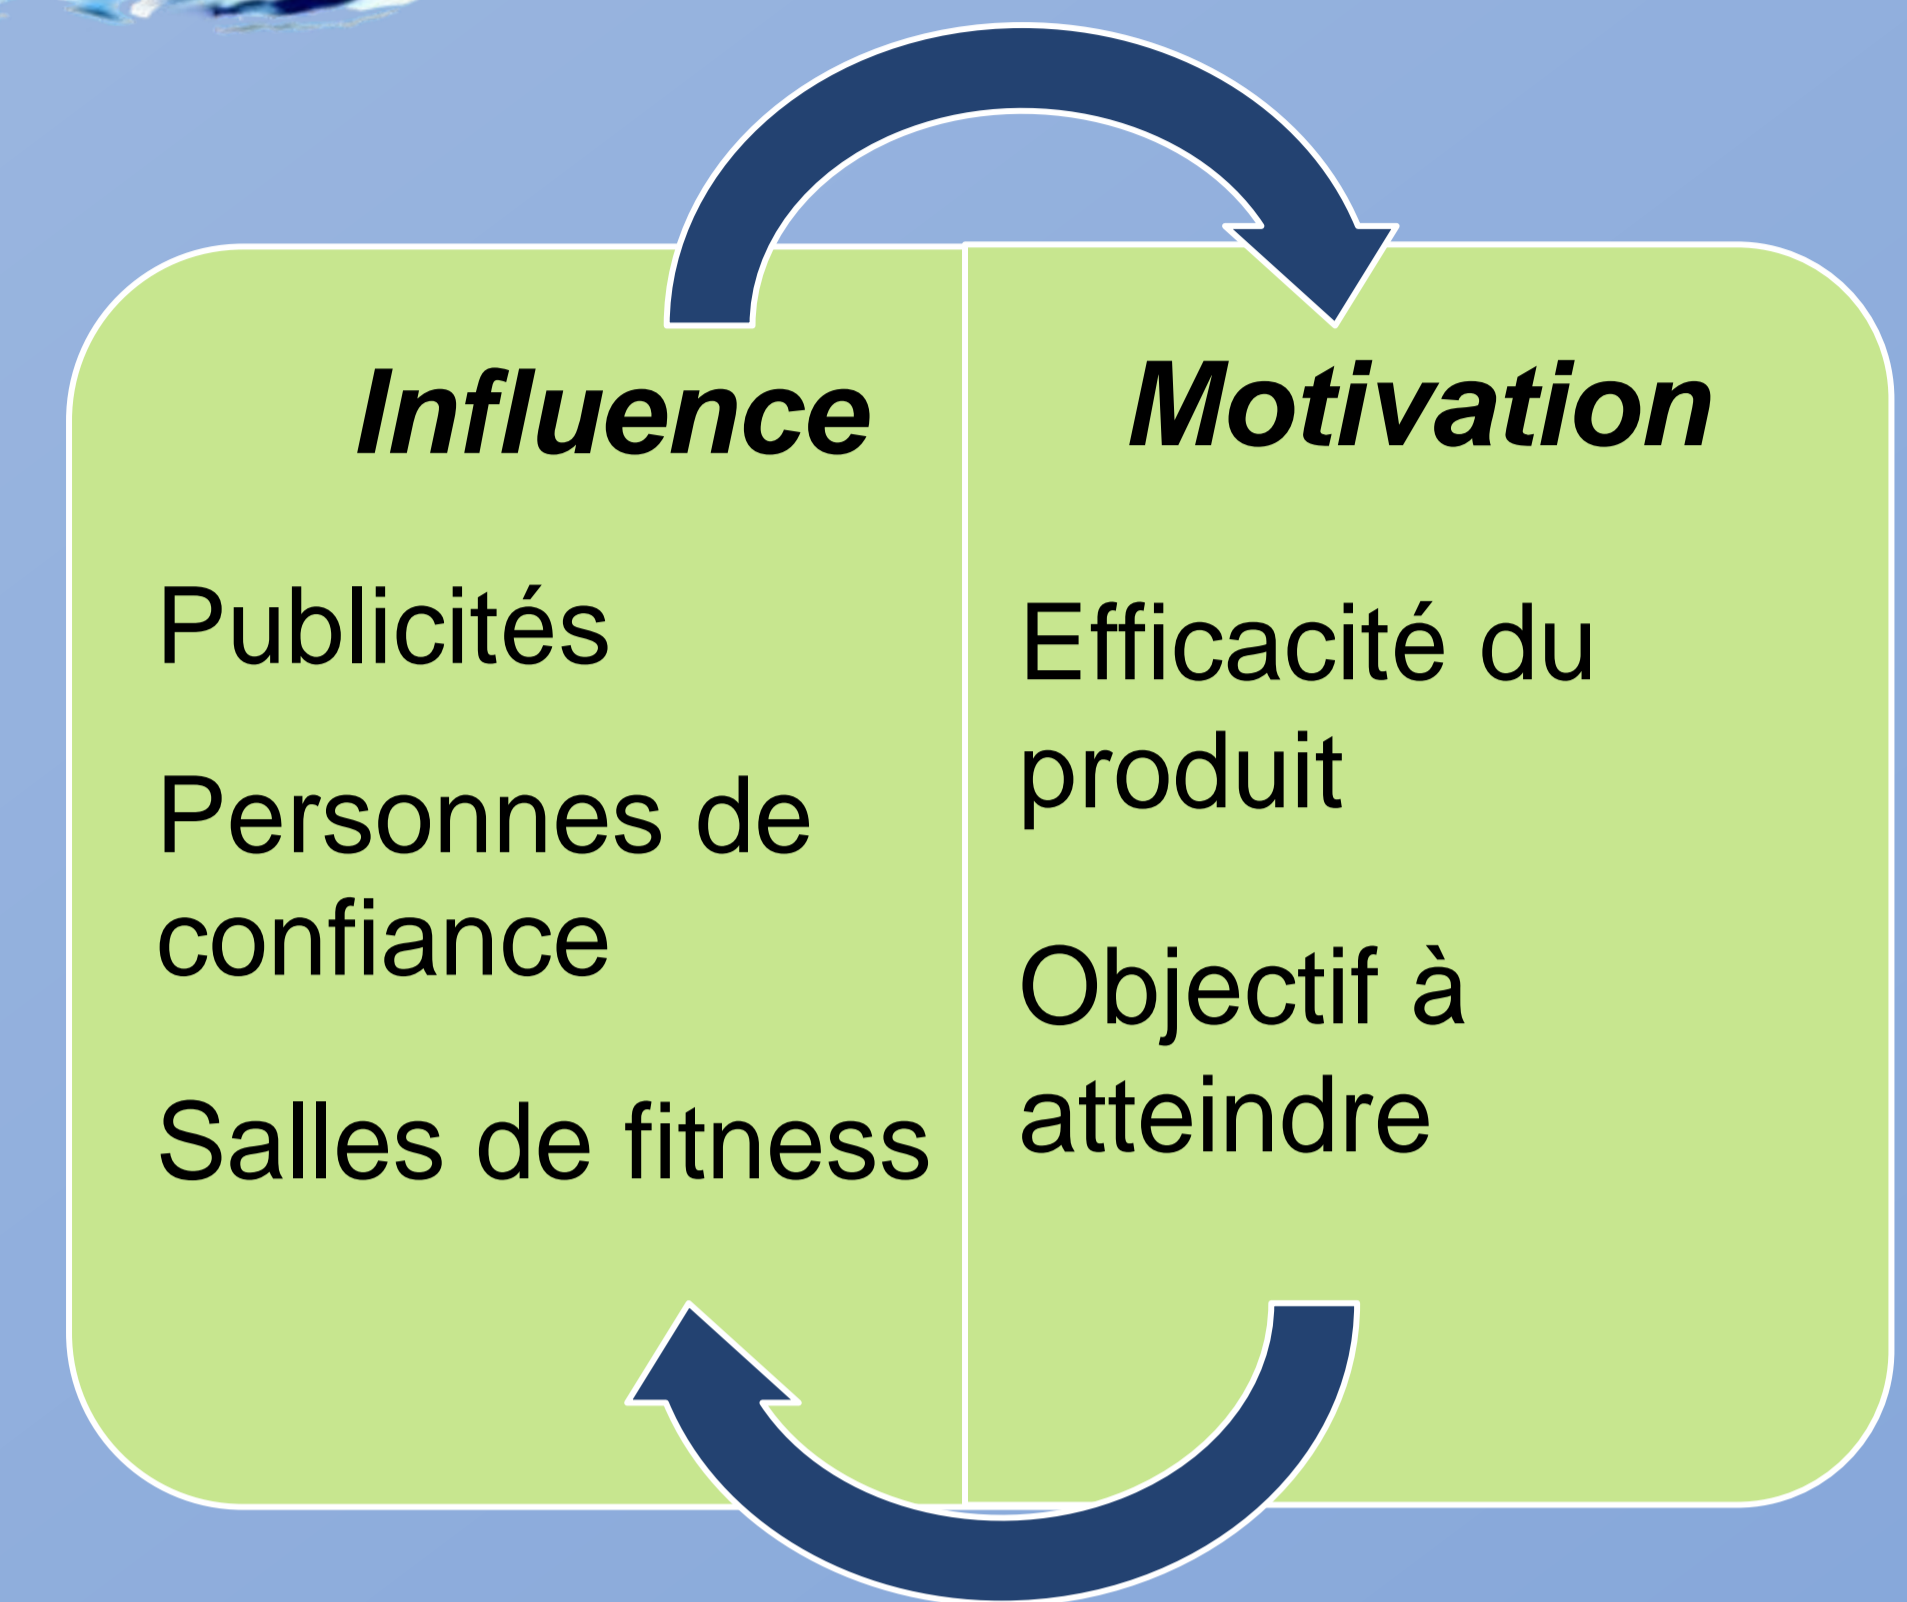 Influence
Publicités
Personnes de
confiance
Salles de fitness
Motivation
Efficacité du
produit
Objectif à
atteindre